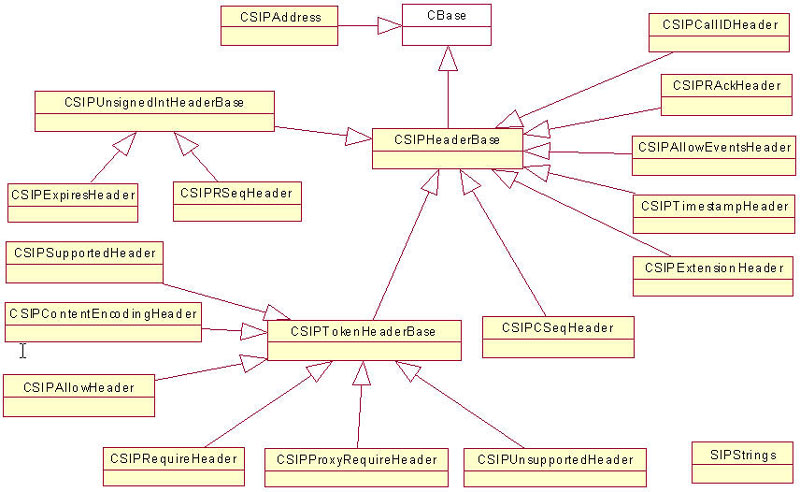 CSIPAddress
CBase
CSIPCallIDHeader
CSIPRAckHeader
CSIPUnsignedIntHeaderBase
CSIPHeaderBase
CSIPAllowEventsHeader
CSIPExpiresHeader
CSIPRSeqHeader
CSIPTimestampHeader
CSIPSupportedHeader
CSIPExtensionHeader
CSIPContentEncodingHeader
CSIPTokenHeaderBase
CSIPCSeqHeader
CSIPAllowHeader
CSIPRequireHeader
CSIPProxyRequireHeader
CSIPUnsupportedHeader
SIPStrings